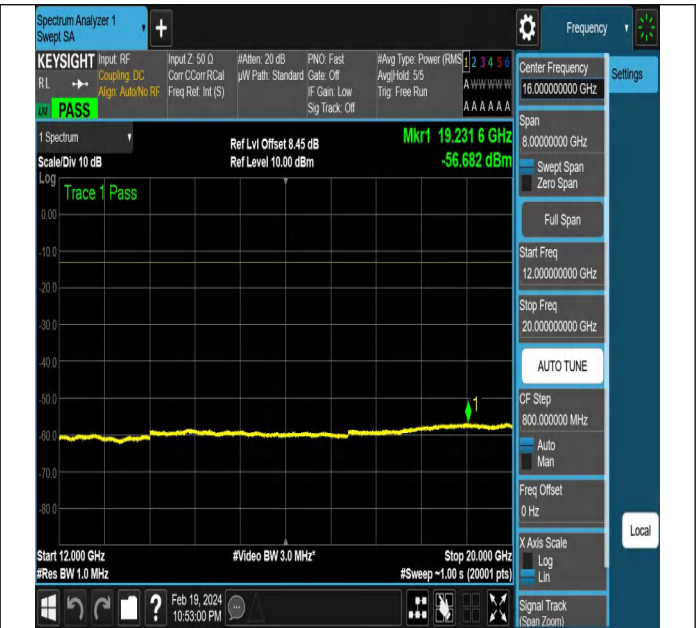 Spectrum Analyzer 1
Swept SA
+
Frequency
KEYSIGHT
RL
PASS
Input: RF
Coupling: DC
Align: Auto/No RF
Input Z: 50 Ω
Corr CCorr RCal
Freq Ref: Int (S)
#Atten: 20 dB
µW Path: Standard
PNO: Fast
Gate: Off
IF Gain: Low
Sig Track: Off
#Avg Type: Power (RMS
Avg|Hold: 5/5
Trig: Free Run
1 2 3 4 5 6
A W W W W W
A A A A A A
1 Spectrum
Scale/Div 10 dB
Log
Ref Lvl Offset 8.45 dB
Ref Level 10.00 dBm
Mkr1 19.231 6 GHz
-56.682 dBm
Trace 1 Pass
0.00
-10.0
-20.0
-30.0
-40.0
-50.0
-60.0
-70.0
-80.0
1
Start 12.000 GHz
#Res BW 1.0 MHz
#Video BW 3.0 MHz*
Stop 20.000 GHz
#Sweep ~1.00 s (20001 pts)
?
Feb 19, 2024
10:53:00 PM
Center Frequency
16.000000000 GHz
Settings
Span
8.00000000 GHz
Swept Span
Zero Span
Full Span
Start Freq
12.000000000 GHz
Stop Freq
20.000000000 GHz
AUTO TUNE
CF Step
800.000000 MHz
Auto
Man
Freq Offset
0 Hz
X Axis Scale
Log
Lin
Local
Signal Track
(Span Zoom)